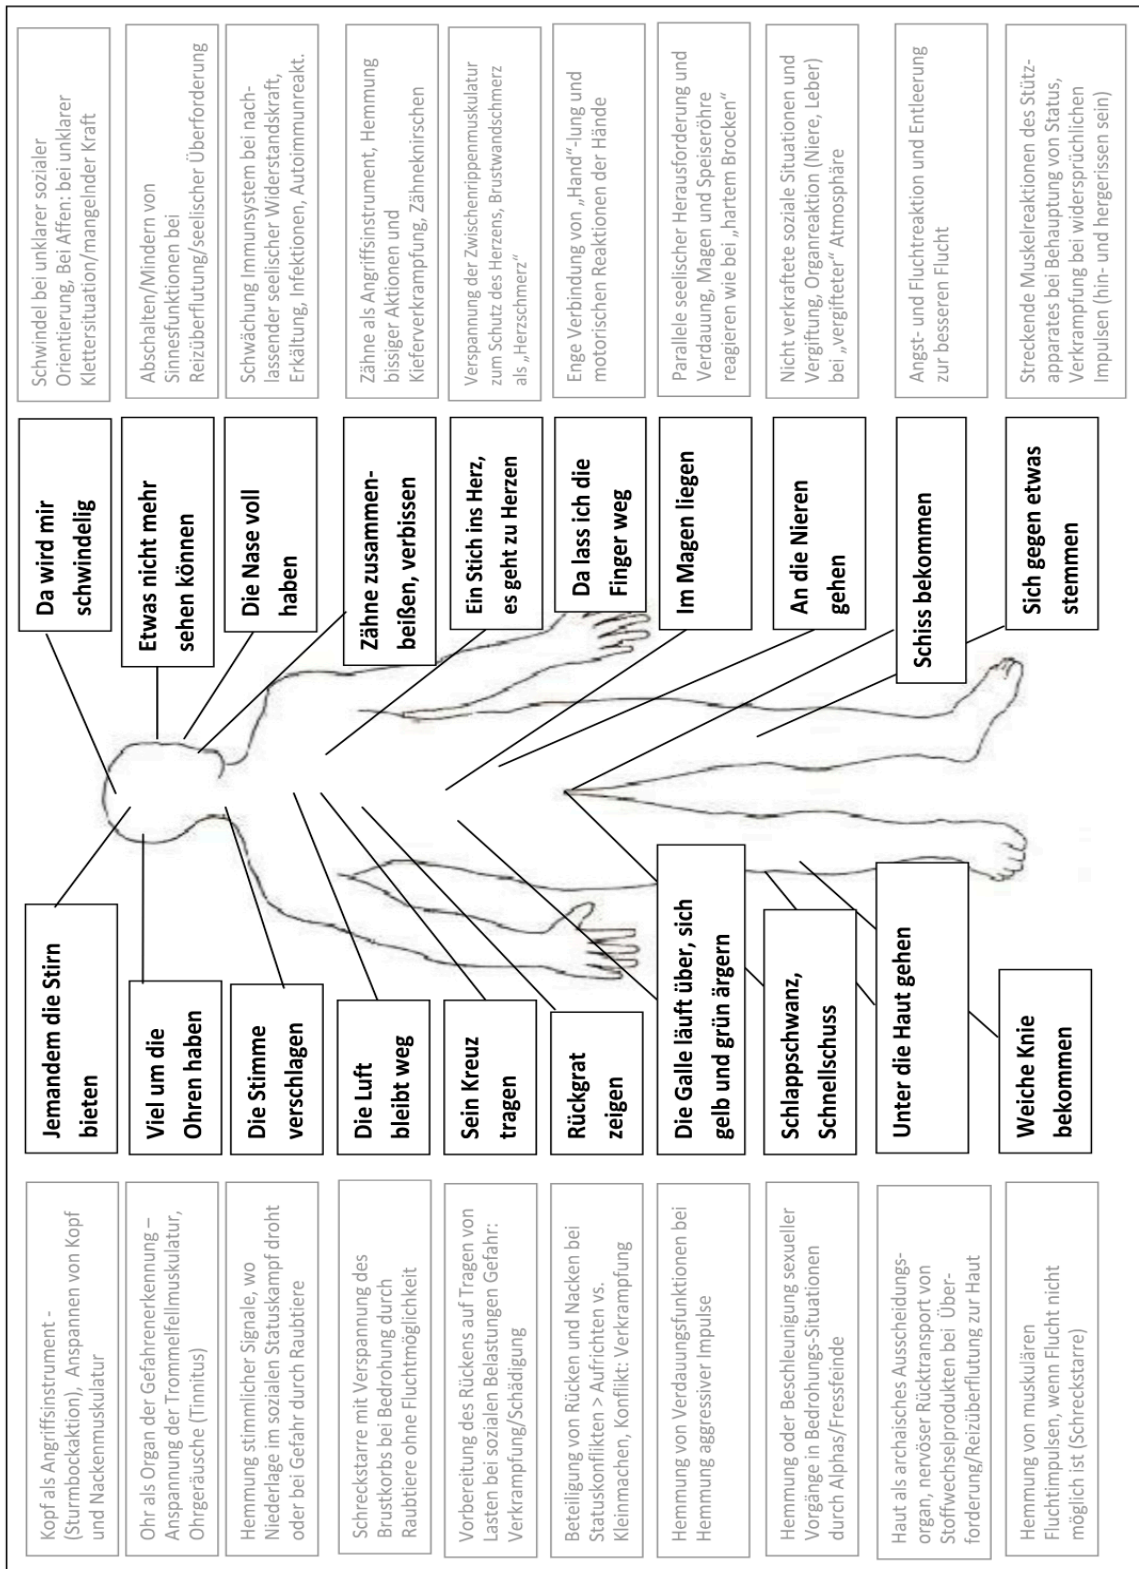 Kopf als Angriffsinstrument -
(Sturmbockaktion), Anspannen von Kopf
und Nackenmuskulatur
Jemandem die Stirn
bieten
Da wird mir
schwindelig
Schwindel bei unklarer sozialer
Orientierung, Bei Affen: bei unklarer
Klettersituation/mangelnder Kraft
Ohr als Organ der Gefahrenerkennung –
Anspannung der Trommelfellmuskulatur,
Ohrgeräusche (Tinnitus)
Viel um die
Ohren haben
Etwas nicht mehr
sehen können
Abschalten/Mindern von
Sinnesfunktionen bei
Reizüberflutung/seelischer Überforderung
Hemmung stimmlicher Signale, wo
Niederlage im sozialen Statuskampf droht
oder bei Gefahr durch Raubtiere
Die Stimme
verschlagen
Die Nase voll
haben
Schwächung Immunsystem bei nach-
lassender seelischer Widerstandskraft,
Erkältung, Infektionen, Autoimmunreakt.
Schreckstarre mit Verspannung des
Brustkorbs bei Bedrohung durch
Raubtiere ohne Fluchtmöglichkeit
Die Luft
bleibt weg
Zähne zusammen-
beißen, verbissen
Zähne als Angriffsinstrument, Hemmung
bissiger Aktionen und
Kieferverkrampfung, Zähneknirschen
Vorbereitung des Rückens auf Tragen von
Lasten bei sozialen Belastungen Gefahr:
Verkrampfung/Schädigung
Sein Kreuz
tragen
Ein Stich ins Herz,
es geht zu Herzen
Verspannung der Zwischenrippenmuskulatur
zum Schutz des Herzens, Brustwandschmerz
als „Herzschmerz“
Beteiligung von Rücken und Nacken bei
Statuskonflikten > Aufrichten vs.
Kleinmachen, Konflikt: Verkrampfung
Rückgrat
zeigen
Da lass ich die
Finger weg
Enge Verbindung von „Hand“-lung und
motorischen Reaktionen der Hände
Hemmung von Verdauungsfunktionen bei
Hemmung aggressiver Impulse
Die Galle läuft über, sich
gelb und grün ärgern
Im Magen liegen
Parallele seelischer Herausforderung und
Verdauung, Magen und Speiseröhre
reagieren wie bei „hartem Brocken“
Hemmung oder Beschleunigung sexueller
Vorgänge in Bedrohungs-Situationen
durch Alphas/Fressfeinde
Schlappschwanz,
Schnellschuss
An die Nieren
gehen
Nicht verkraftete soziale Situationen und
Vergiftung, Organreaktion (Niere, Leber)
bei „vergifteter“ Atmosphäre
Haut als archaisches Ausscheidungs-
organ, nervöser Rücktransport von
Stoffwechselprodukten bei Über-
forderung/Reizüberflutung zur Haut
Unter die Haut gehen
Schiss bekommen
Angst- und Fluchtreaktion und Entleerung
zur besseren Flucht
Hemmung von muskulären
Fluchtimpulsen, wenn Flucht nicht
möglich ist (Schreckstarre)
Weiche Knie
bekommen
Sich gegen etwas
stemmen
Streckende Muskelreaktionen des Stütz-
apparates bei Behauptung von Status,
Verkrampfung bei widersprüchlichen
Impulsen (hin- und hergerissen sein)